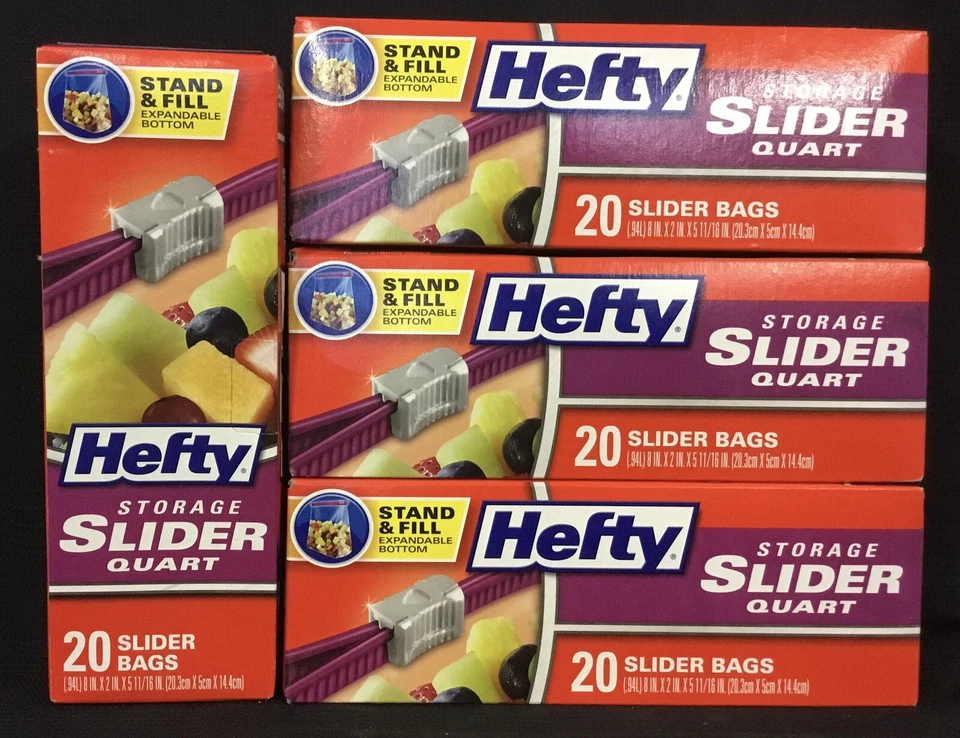 STAND
& FILL
EXPANDABLE
BOTTOM
Hefty®
STORAGE
SLIDER
QUART
20 SLIDER
BAGS
(.94L) 8 IN. X 2 IN. X 5 11/16 IN. (20.3cm X 5cm X 14.4cm)
STAND
& FILL
EXPANDABLE
BOTTOM
Hefty®
STORAGE
SLIDER
QUART
20 SLIDER BAGS
(.94L) 8 IN. X 2 IN. X 5 11/16 IN. (20.3cm X 5cm X 14.4cm)
STAND
& FILL
EXPANDABLE
BOTTOM
Hefty®
STORAGE
SLIDER
QUART
20 SLIDER BAGS
(.94L) 8 IN. X 2 IN. X 5 11/16 IN. (20.3cm X 5cm X 14.4cm)
STAND
& FILL
EXPANDABLE
BOTTOM
Hefty®
STORAGE
SLIDER
QUART
20 SLIDER BAGS
(.94L) 8 IN. X 2 IN. X 5 11/16 IN. (20.3cm X 5cm X 14.4cm)